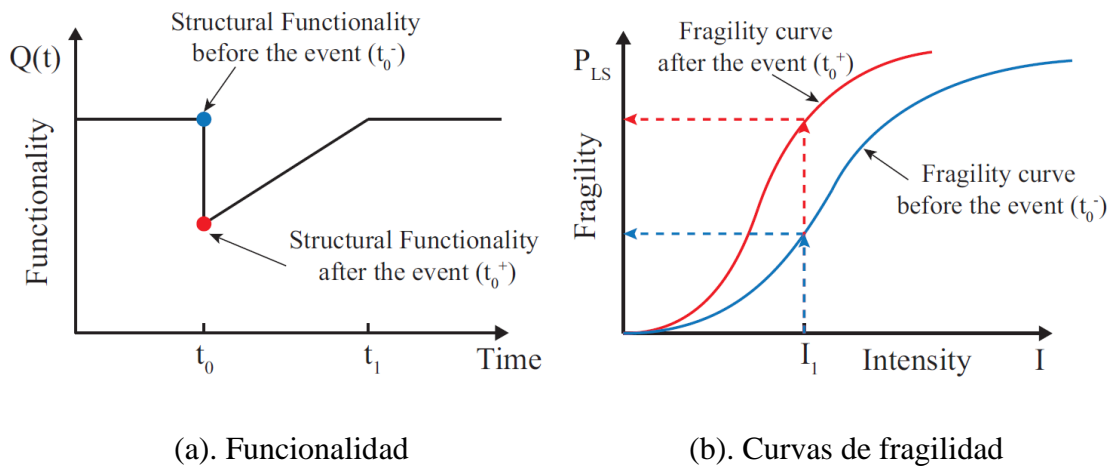 Structural Functionality
before the event (t₀⁻)
Q(t)
Functionality
Structural Functionality
after the event (t₀⁺)
t₀
t₁
Time
(a). Funcionalidad
Fragility curve
after the event (t₀⁺)
P_LS
Fragility
Fragility curve
before the event (t₀⁻)
I₁
Intensity
I
(b). Curvas de fragilidad